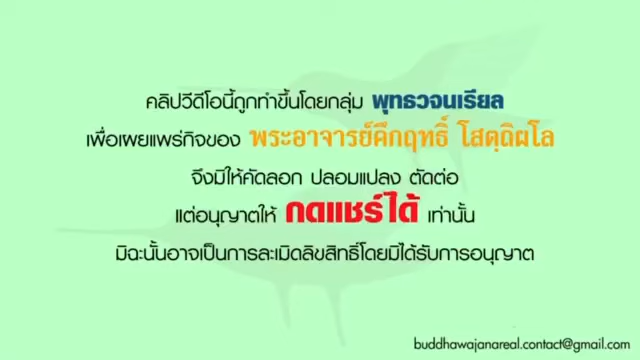 คลิปวีดีโอนี้ถูกทำขึ้นโดยกลุ่ม พุทธวจนเรียล
เพื่อเผยแพร่กิจของ พระอาจารย์คึกฤทธิ์ โสตฺถิผโล
จึงมิให้คัดลอก ปลอมแปลง ตัดต่อ
แต่อนุญาตให้ กดแชร์ได้ เท่านั้น
มิฉะนั้นอาจเป็นการละเมิดลิขสิทธิ์โดยมิได้รับการอนุญาต
buddhawajanareal.contact@gmail.com